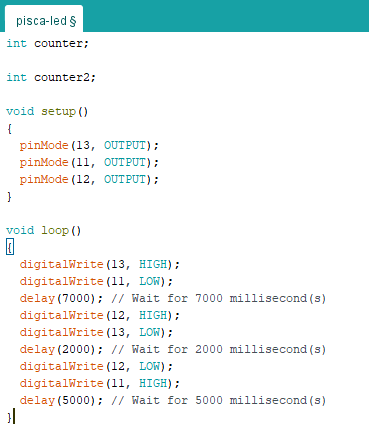 pisca-led §
int counter;
int counter2;
void setup()
{
pinMode(13, OUTPUT);
pinMode(11, OUTPUT);
pinMode(12, OUTPUT);
}
void loop()
{
digitalWrite(13, HIGH);
digitalWrite(11, LOW);
delay(7000); // Wait for 7000 millisecond(s)
digitalWrite(12, HIGH);
digitalWrite(13, LOW);
delay(2000); // Wait for 2000 millisecond(s)
digitalWrite(12, LOW);
digitalWrite(11, HIGH);
delay(5000); // Wait for 5000 millisecond(s)
}